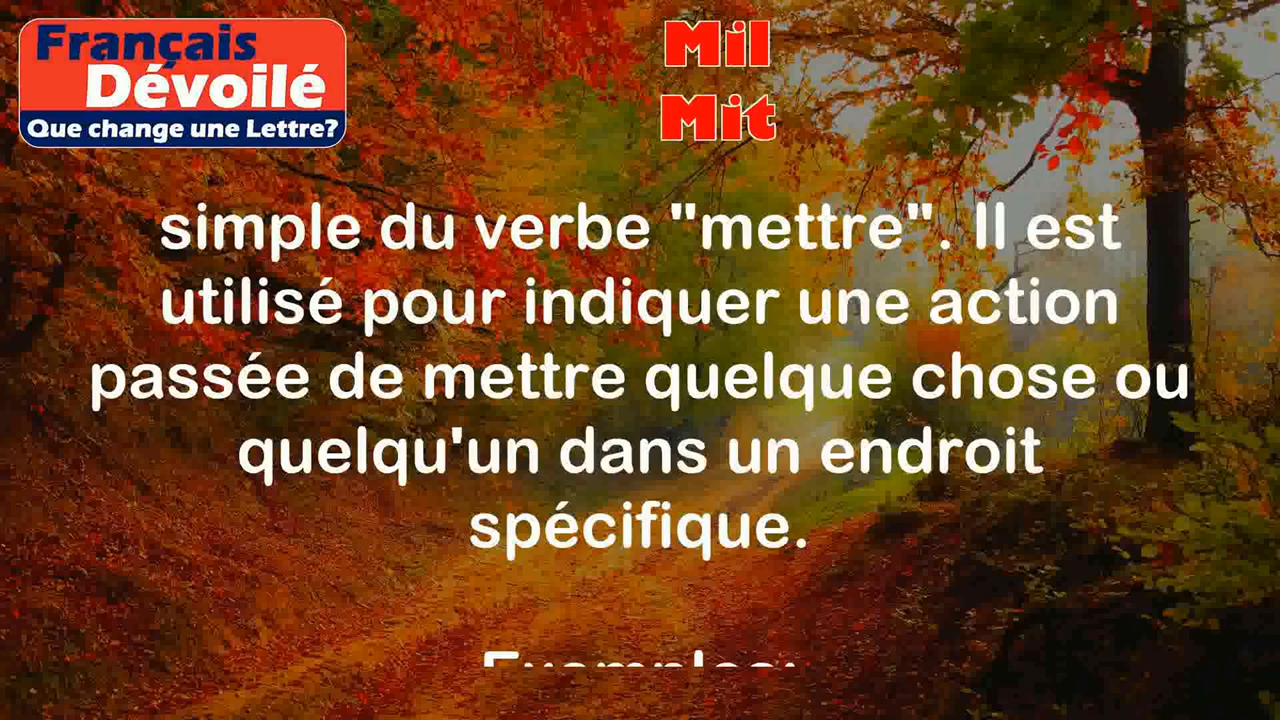 Français
Dévoilé
Que change une Lettre?
Mil
Mit
simple du verbe "mettre". Il est
utilisé pour indiquer une action
passée de mettre quelque chose ou
quelqu'un dans un endroit
spécifique.
Exemples: